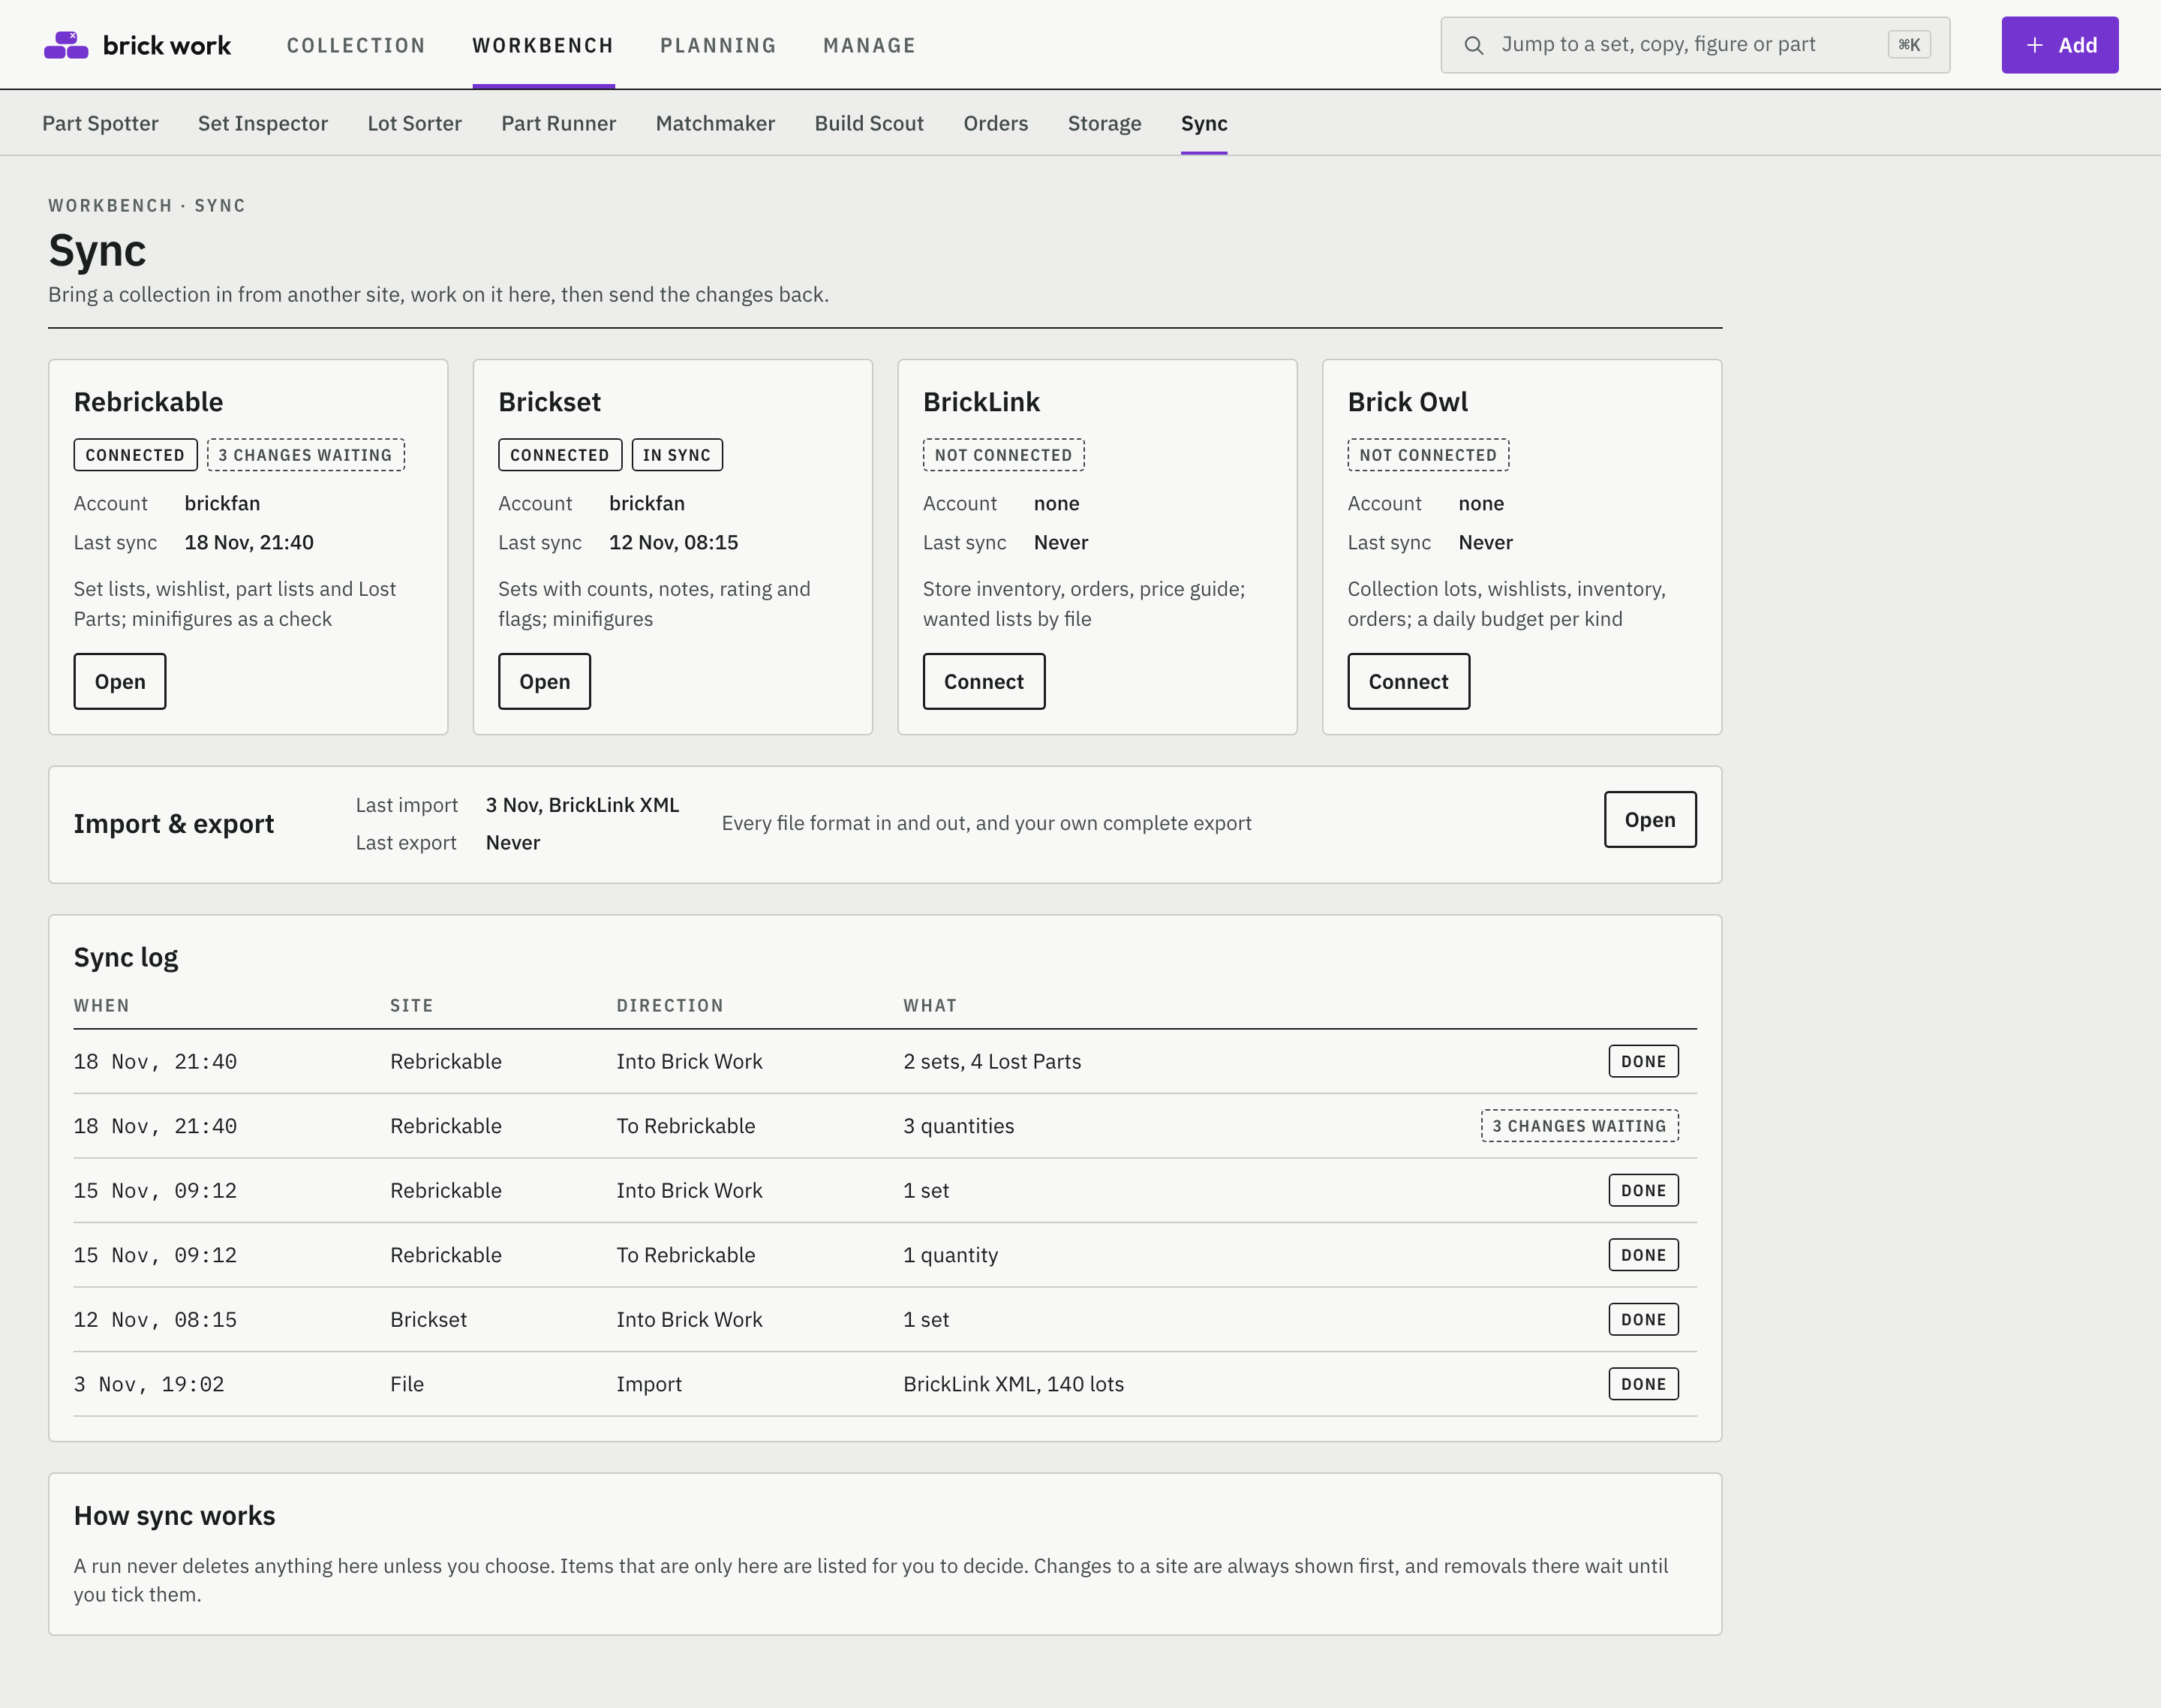 brick work
COLLECTION
WORKBENCH
PLANNING
MANAGE
Jump to a set, copy, figure or part
⌘K
+ Add
Part Spotter
Set Inspector
Lot Sorter
Part Runner
Matchmaker
Build Scout
Orders
Storage
Sync
WORKBENCH · SYNC
Sync
Bring a collection in from another site, work on it here, then send the changes back.
Rebrickable
CONNECTED
3 CHANGES WAITING
Account brickfan
Last sync 18 Nov, 21:40
Set lists, wishlist, part lists and Lost
Parts; minifigures as a check
Open
Brickset
CONNECTED
IN SYNC
Account brickfan
Last sync 12 Nov, 08:15
Sets with counts, notes, rating and
flags; minifigures
Open
BrickLink
NOT CONNECTED
Account none
Last sync Never
Store inventory, orders, price guide;
wanted lists by file
Connect
Brick Owl
NOT CONNECTED
Account none
Last sync Never
Collection lots, wishlists, inventory,
orders; a daily budget per kind
Connect
Import & export
Last import 3 Nov, BrickLink XML
Last export Never
Every file format in and out, and your own complete export
Open
Sync log
WHEN SITE DIRECTION WHAT
18 Nov, 21:40 Rebrickable Into Brick Work 2 sets, 4 Lost Parts DONE
18 Nov, 21:40 Rebrickable To Rebrickable 3 quantities 3 CHANGES WAITING
15 Nov, 09:12 Rebrickable Into Brick Work 1 set DONE
15 Nov, 09:12 Rebrickable To Rebrickable 1 quantity DONE
12 Nov, 08:15 Brickset Into Brick Work 1 set DONE
3 Nov, 19:02 File Import BrickLink XML, 140 lots DONE
How sync works
A run never deletes anything here unless you choose. Items that are only here are listed for you to decide. Changes to a site are always shown first, and removals there wait until
you tick them.